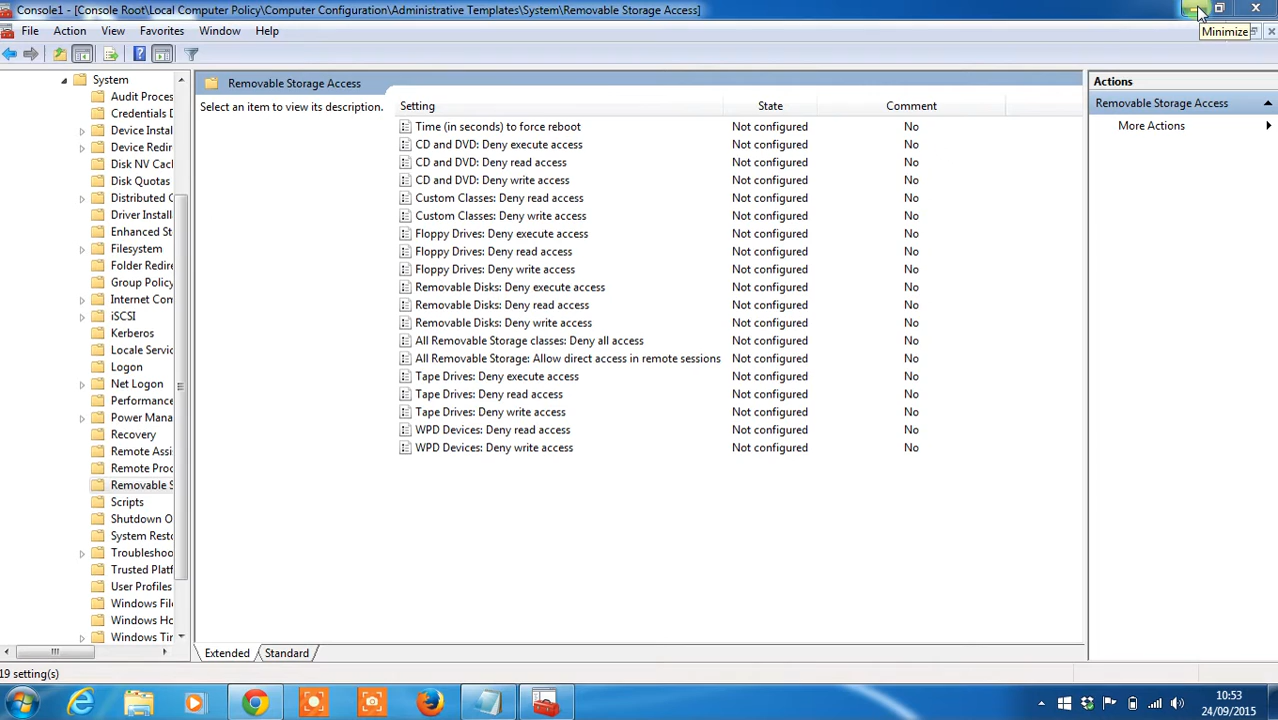 Console1 - [Console Root\Local Computer Policy\Computer Configuration\Administrative Templates\System\Removable Storage Access]
Minimize
File Action View Favorites Window Help
System
Audit Proces
Credentials D
Device Instal
Device Redir
Disk NV Cacl
Disk Quotas
Distributed C
Driver Install
Enhanced St
Filesystem
Folder Redire
Group Policy
Internet Com
iSCSI
Kerberos
Locale Servic
Logon
Net Logon
Performance
Power Mana
Recovery
Remote Assi
Remote Proc
Removable S
Scripts
Shutdown O
System Resto
Troubleshoo
Trusted Platf
User Profiles
Windows File
Windows Ho
Windows Tin
Removable Storage Access
Select an item to view its description.
Setting State Comment
Time (in seconds) to force reboot Not configured No
CD and DVD: Deny execute access Not configured No
CD and DVD: Deny read access Not configured No
CD and DVD: Deny write access Not configured No
Custom Classes: Deny read access Not configured No
Custom Classes: Deny write access Not configured No
Floppy Drives: Deny execute access Not configured No
Floppy Drives: Deny read access Not configured No
Floppy Drives: Deny write access Not configured No
Removable Disks: Deny execute access Not configured No
Removable Disks: Deny read access Not configured No
Removable Disks: Deny write access Not configured No
All Removable Storage classes: Deny all access Not configured No
All Removable Storage: Allow direct access in remote sessions Not configured No
Tape Drives: Deny execute access Not configured No
Tape Drives: Deny read access Not configured No
Tape Drives: Deny write access Not configured No
WPD Devices: Deny read access Not configured No
WPD Devices: Deny write access Not configured No
Extended Standard
Actions
Removable Storage Access
More Actions
19 setting(s)
10:53
24/09/2015